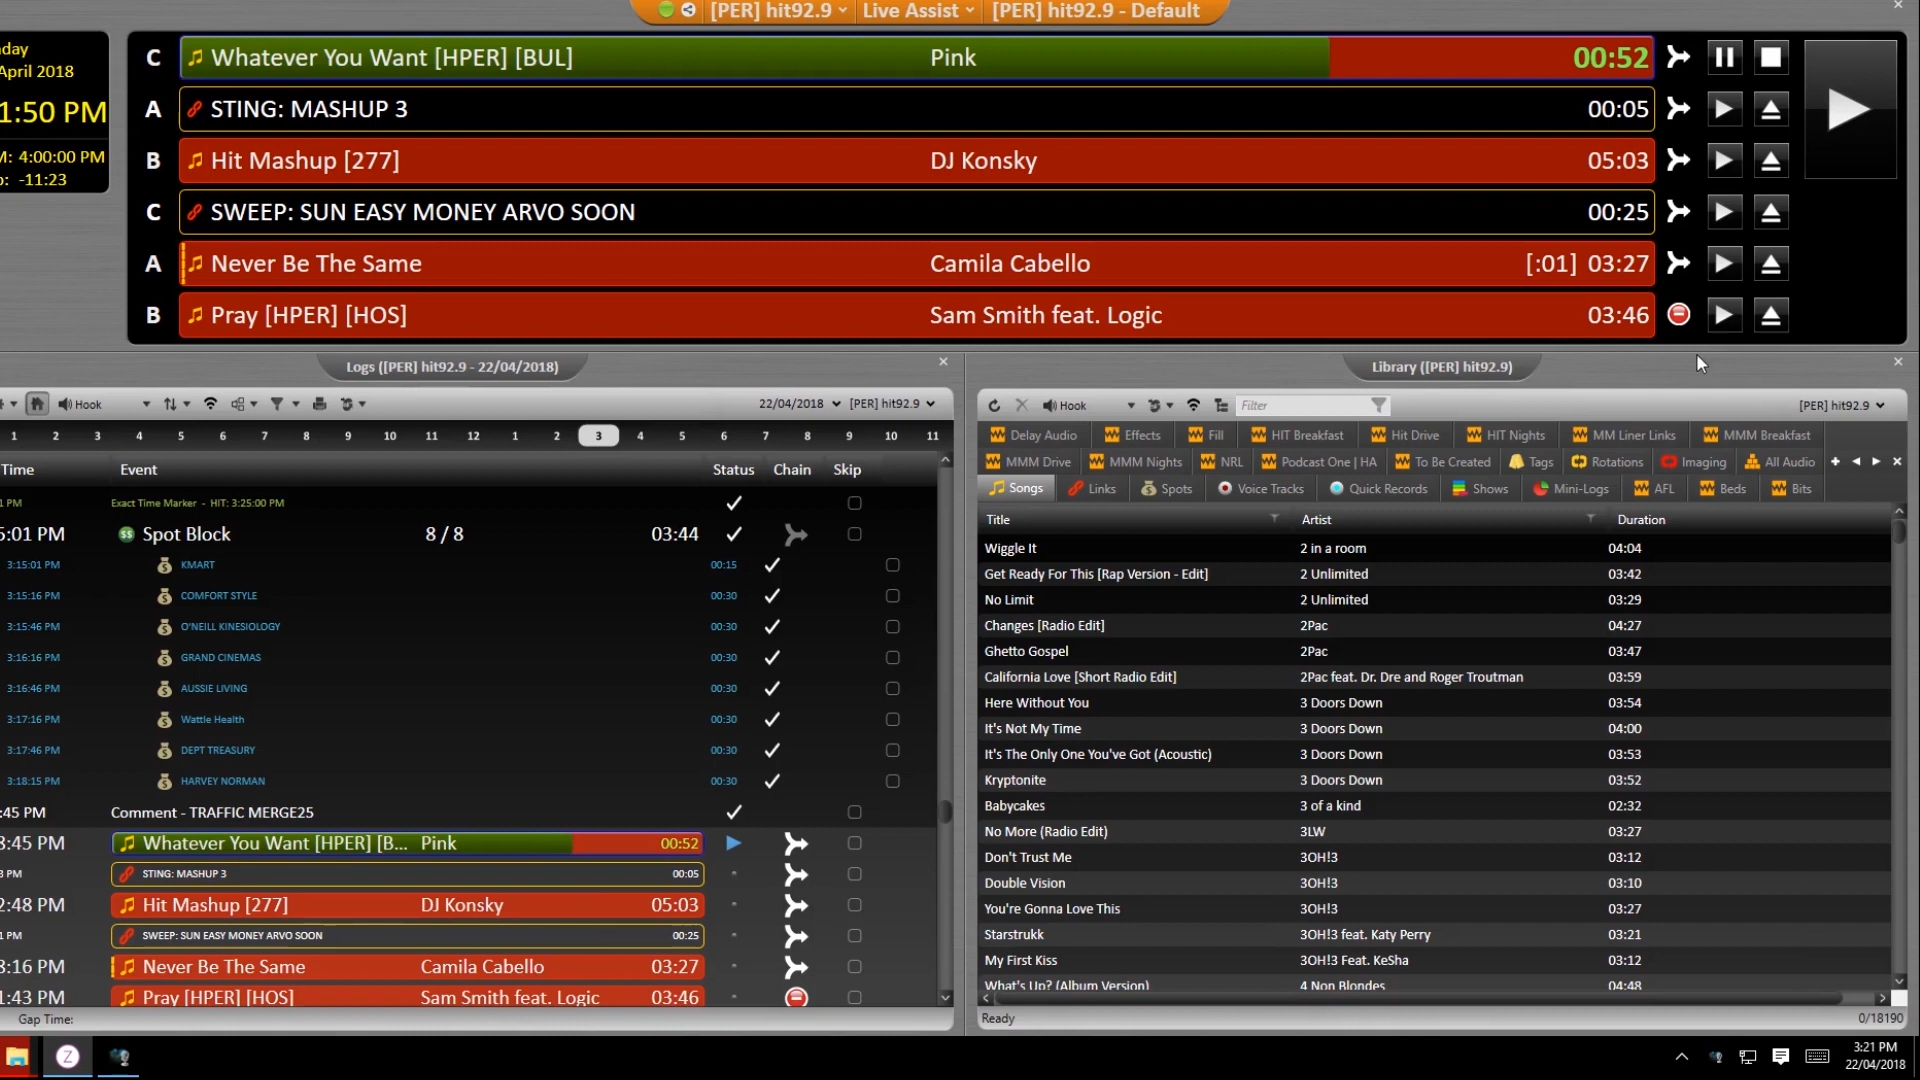 [PER] hit92.9 Live Assist [PER] hit92.9 - Default
day
April 2018
1:50 PM
M: 4:00:00 PM
p: -11:23
C Whatever You Want [HPER] [BUL] Pink 00:52
A STING: MASHUP 3 00:05
B Hit Mashup [277] DJ Konsky 05:03
C SWEEP: SUN EASY MONEY ARVO SOON 00:25
A Never Be The Same Camila Cabello [:01] 03:27
B Pray [HPER] [HOS] Sam Smith feat. Logic 03:46
Logs ([PER] hit92.9 - 22/04/2018)
Hook 22/04/2018 [PER] hit92.9
1 2 3 4 5 6 7 8 9 10 11 12 1 2 3 4 5 6 7 8 9 10 11
Time Event Status Chain Skip
1 PM Exact Time Marker - HIT: 3:25:00 PM
5:01 PM Spot Block 8 / 8 03:44
3:15:01 PM KMART 00:15
3:15:16 PM COMFORT STYLE 00:30
3:15:46 PM O'NEILL KINESIOLOGY 00:30
3:16:16 PM GRAND CINEMAS 00:30
3:16:46 PM AUSSIE LIVING 00:30
3:17:16 PM Wattle Health 00:30
3:17:46 PM DEPT TREASURY 00:30
3:18:15 PM HARVEY NORMAN 00:30
:45 PM Comment - TRAFFIC MERGE25
8:45 PM Whatever You Want [HPER] [B... Pink 00:52
3 PM STING: MASHUP 3 00:05
2:48 PM Hit Mashup [277] DJ Konsky 05:03
1 PM SWEEP: SUN EASY MONEY ARVO SOON 00:25
8:16 PM Never Be The Same Camila Cabello 03:27
1:43 PM Pray [HPER] [HOS] Sam Smith feat. Logic 03:46
Gap Time:
Library ([PER] hit92.9)
Hook Filter [PER] hit92.9
Delay Audio Effects Fill HIT Breakfast Hit Drive HIT Nights MM Liner Links MMM Breakfast
MMM Drive MMM Nights NRL Podcast One | HA To Be Created Tags Rotations Imaging All Audio
Songs Links Spots Voice Tracks Quick Records Shows Mini-Logs AFL Beds Bits
Title Artist Duration
Wiggle It 2 in a room 04:04
Get Ready For This [Rap Version - Edit] 2 Unlimited 03:42
No Limit 2 Unlimited 03:29
Changes [Radio Edit] 2Pac 04:27
Ghetto Gospel 2Pac 03:47
California Love [Short Radio Edit] 2Pac feat. Dr. Dre and Roger Troutman 03:59
Here Without You 3 Doors Down 03:54
It's Not My Time 3 Doors Down 04:00
It's The Only One You've Got (Acoustic) 3 Doors Down 03:53
Kryptonite 3 Doors Down 03:52
Babycakes 3 of a kind 02:32
No More (Radio Edit) 3LW 03:27
Don't Trust Me 3OH!3 03:12
Double Vision 3OH!3 03:10
You're Gonna Love This 3OH!3 03:27
Starstrukk 3OH!3 feat. Katy Perry 03:21
My First Kiss 3OH!3 Feat. KeSha 03:12
What's Up? (Album Version) 4 Non Blondes 04:48
Ready 0/18190
Z
3:21 PM
22/04/2018